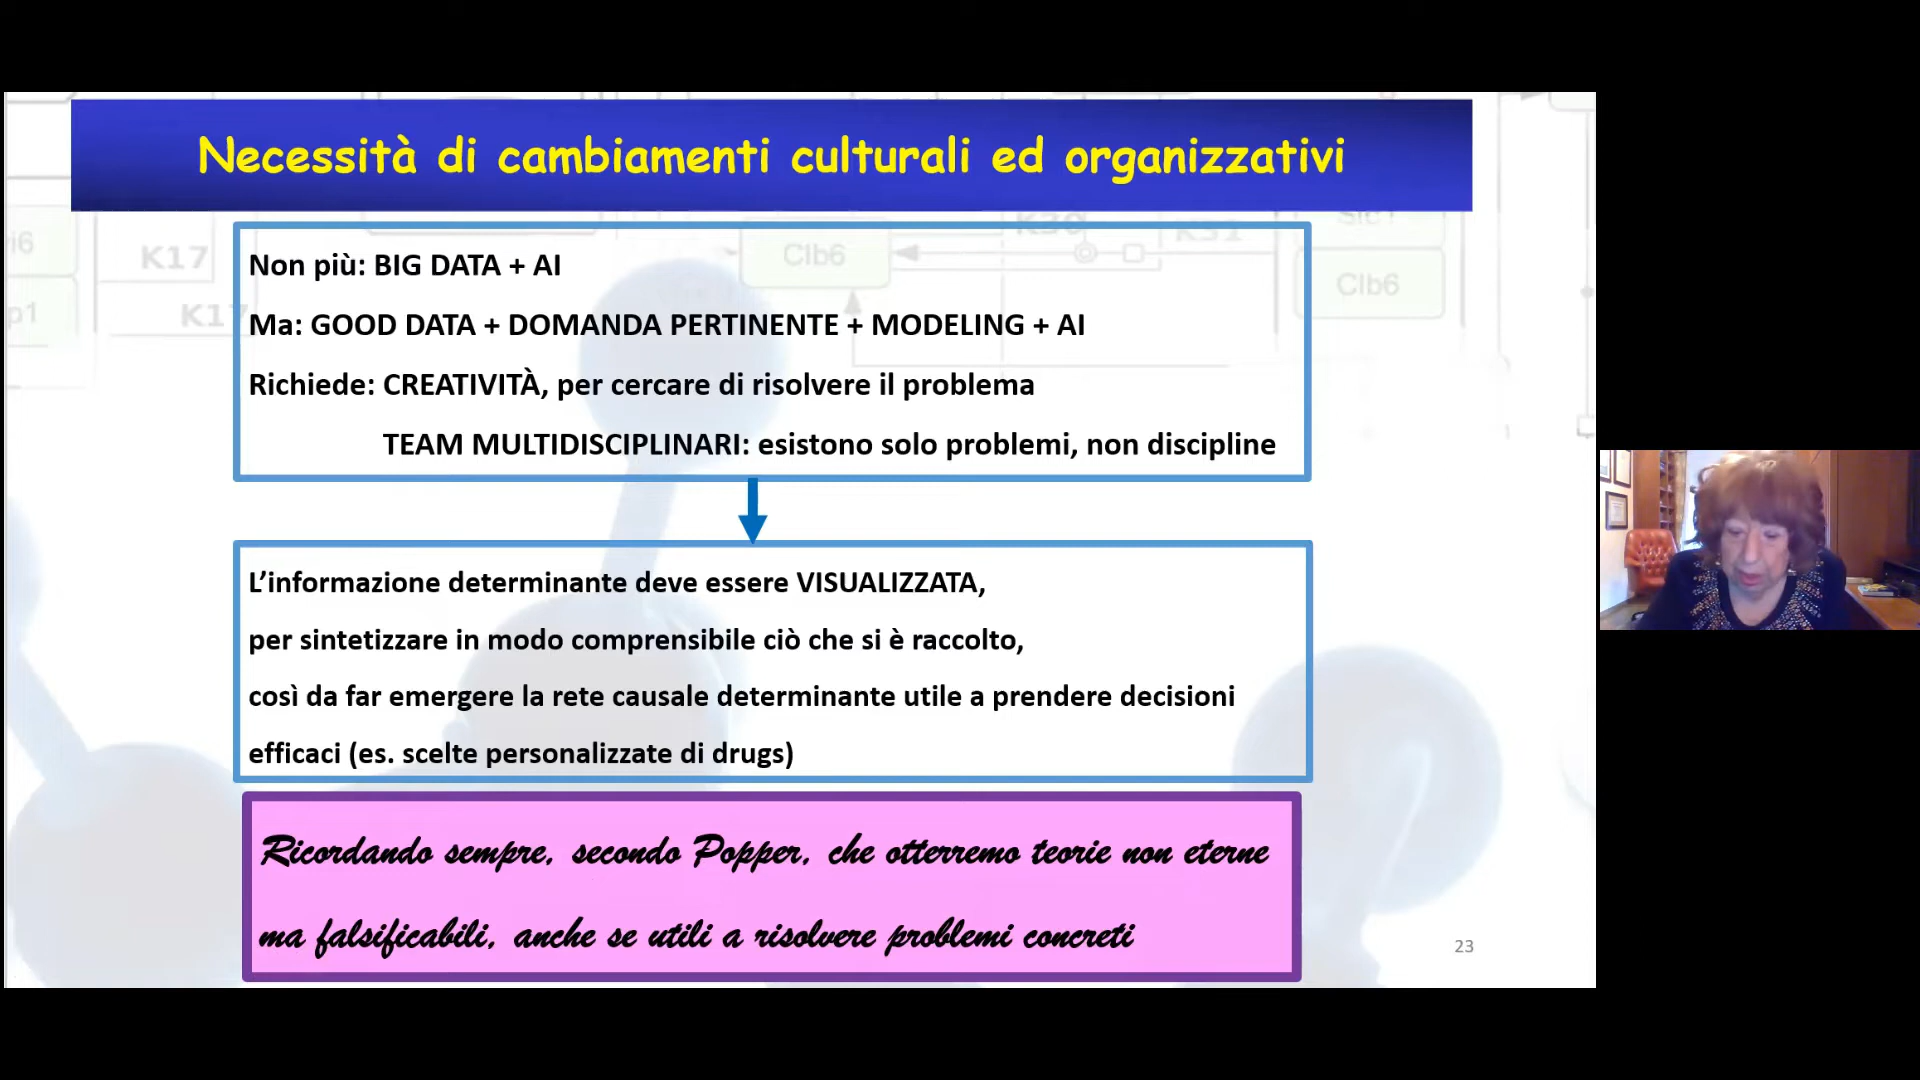 Necessità di cambiamenti culturali ed organizzativi
Non più: BIG DATA + AI
Ma: GOOD DATA + DOMANDA PERTINENTE + MODELING + AI
Richiede: CREATIVITÀ, per cercare di risolvere il problema
TEAM MULTIDISCIPLINARI: esistono solo problemi, non discipline
L’informazione determinante deve essere VISUALIZZATA,
per sintetizzare in modo comprensibile ciò che si è raccolto,
così da far emergere la rete causale determinante utile a prendere decisioni
efficaci (es. scelte personalizzate di drugs)
Ricordando sempre, secondo Popper, che otterremo teorie non eterne
ma falsificabili, anche se utili a risolvere problemi concreti
23
K17
Clb6
K31
Clb6